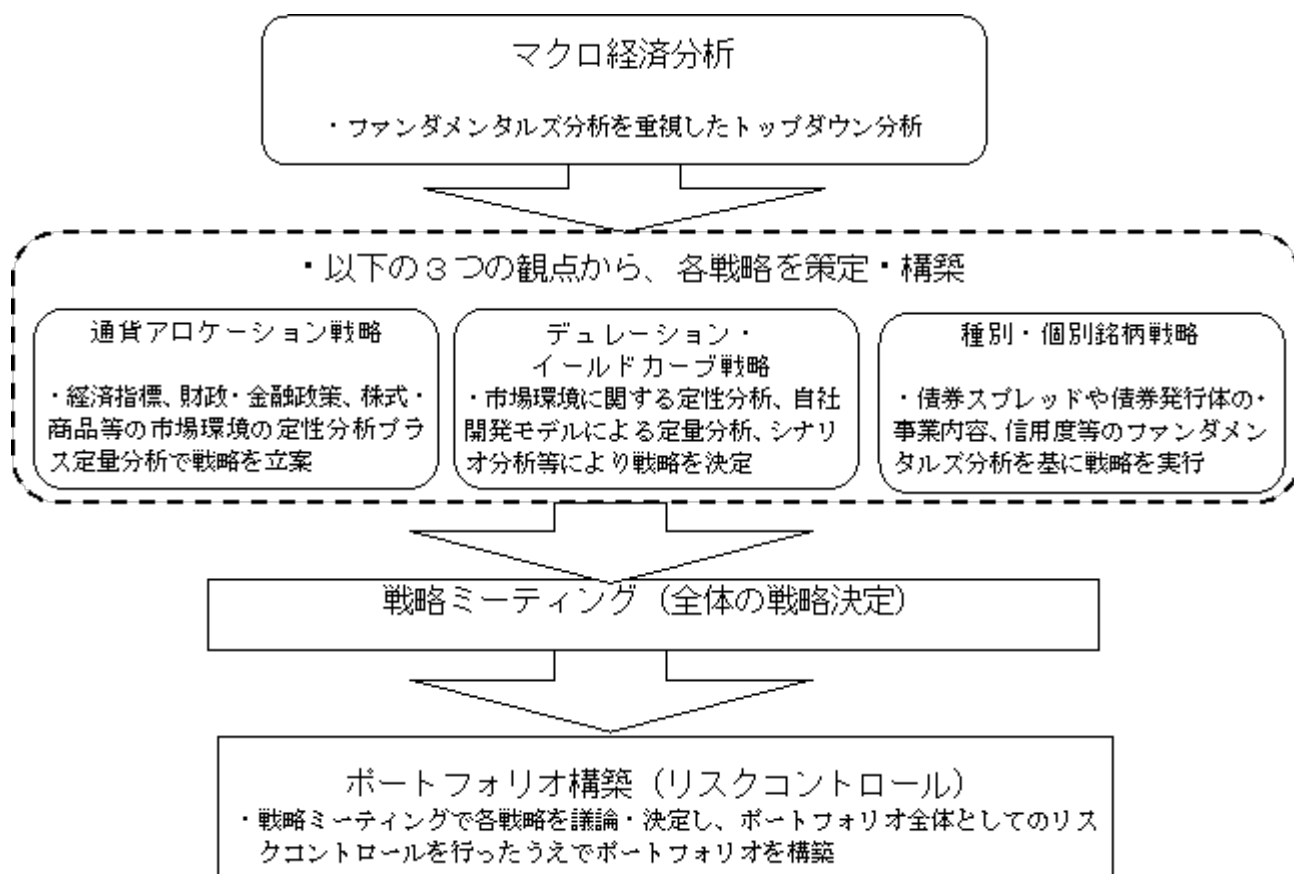 マクロ経済分析
・ファンダメンタルズ分析を重視したトップダウン分析
・以下の３つの観点から、各戦略を策定・構築
通貨アロケーション戦略
・経済指標、財政・金融政策、株式・
商品等の市場環境の定性分析プラ
ス定量分析で戦略を立案
デュレーション・
イールドカーブ戦略
・市場環境に関する定性分析、自社
開発モデルによる定量分析、シナリ
オ分析等により戦略を決定
種別・個別銘柄戦略
・債券スプレッドや債券発行体の・
事業内容、信用度等のファンダメン
タルズ分析を基に戦略を実行
戦略ミーティング（全体の戦略決定）
ポートフォリオ構築（リスクコントロール）
・戦略ミーティングで各戦略を議論・決定し、ポートフォリオ全体としてのリス
クコントロールを行ったうえでポートフォリオを構築